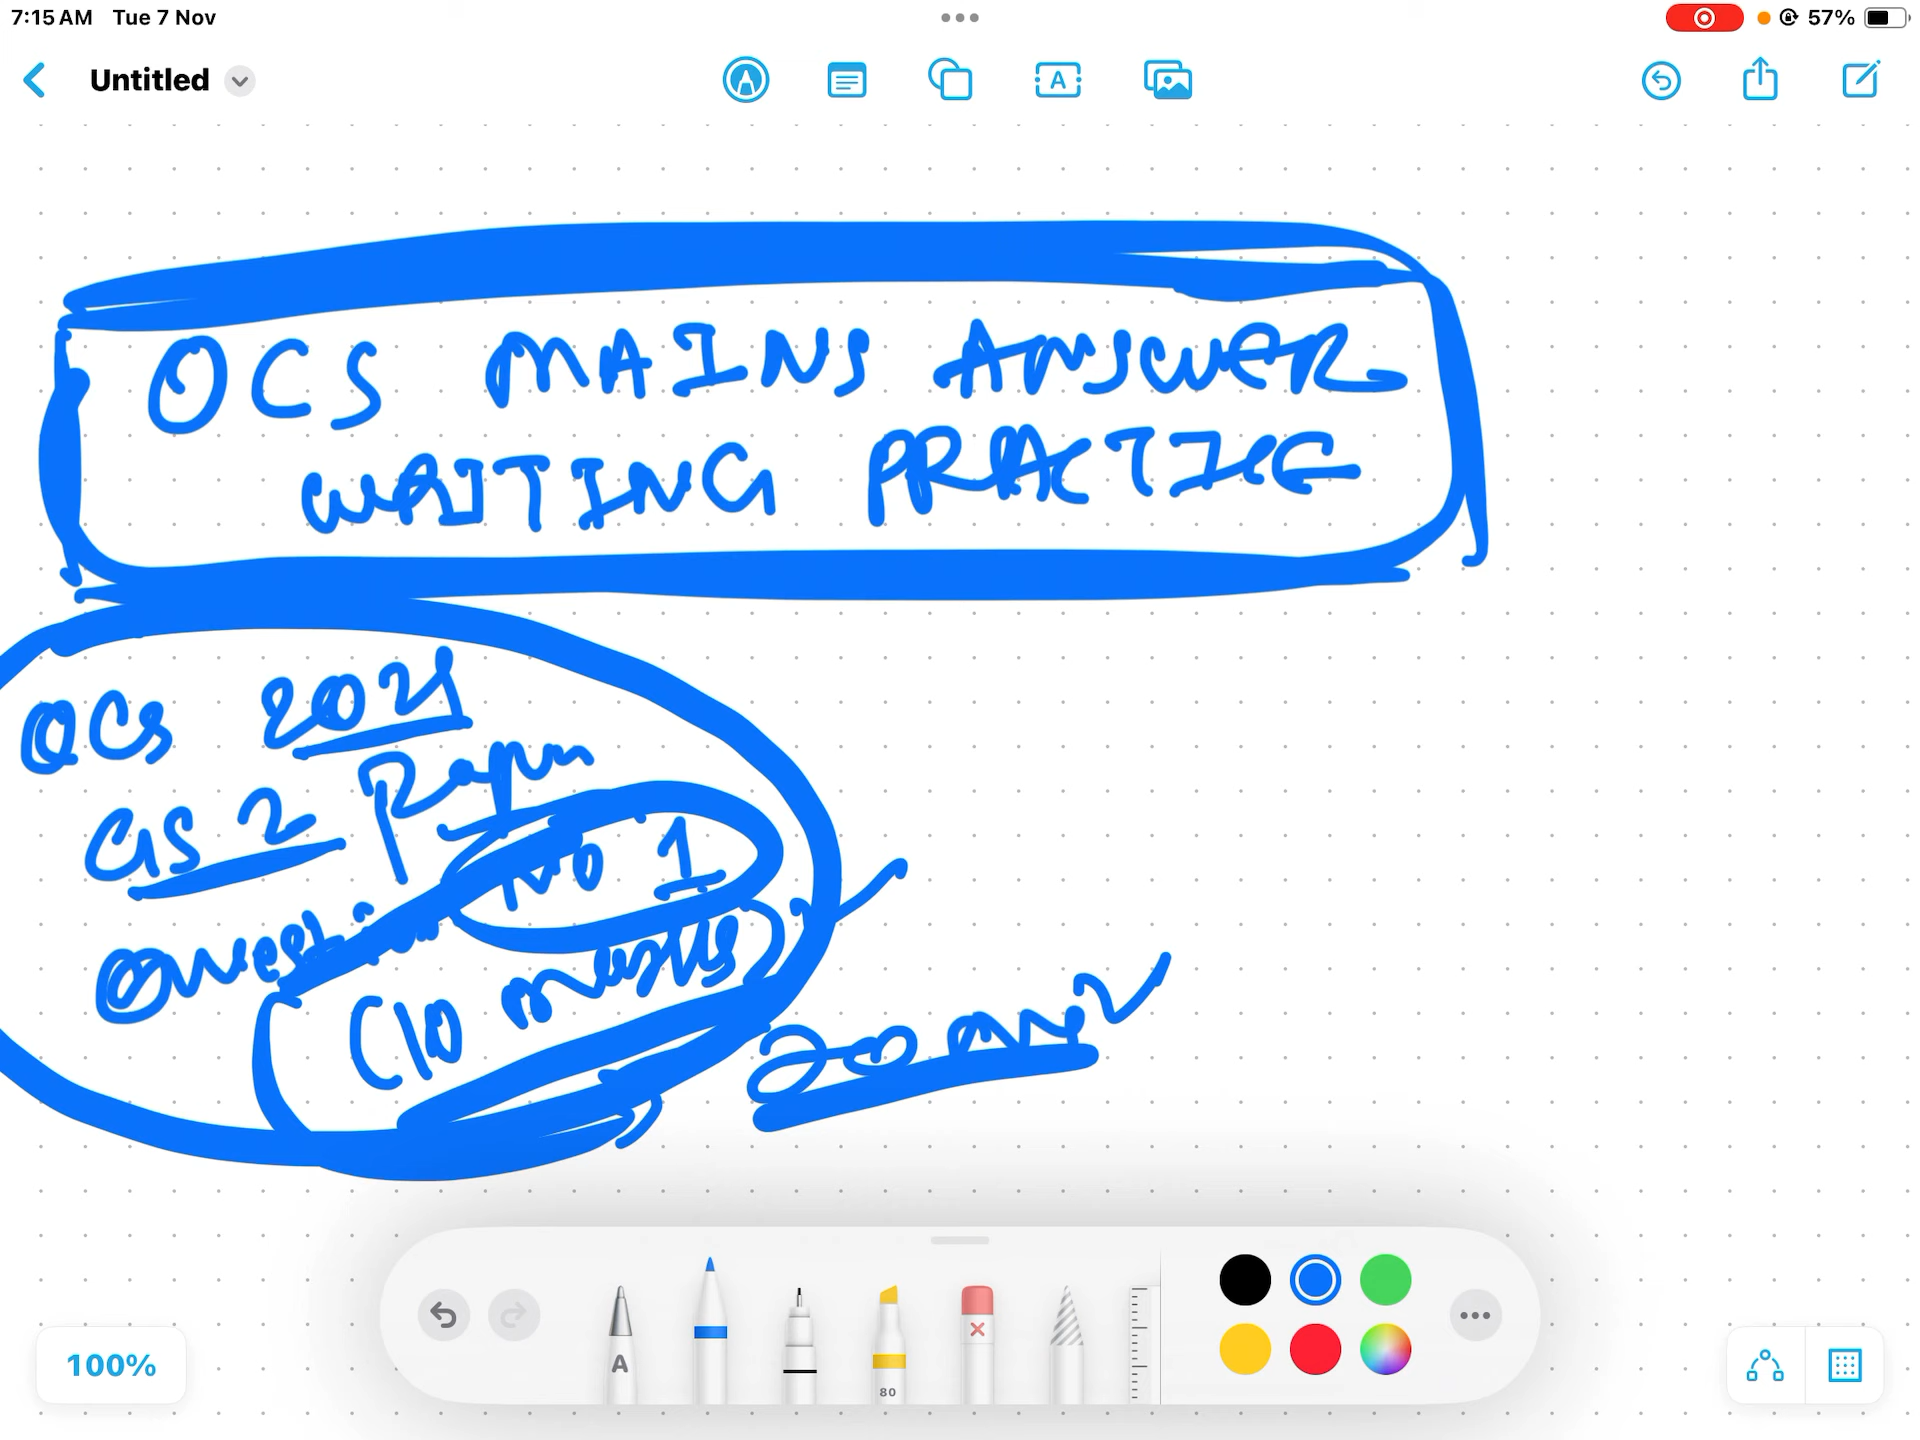 7:15 AM Tue 7 Nov
57%
Untitled
OCS MAINS ANSWER
WRITING PRACTICE
OCS 2021
GS 2 Paper
Question No 1
(10 marks)
80
100%